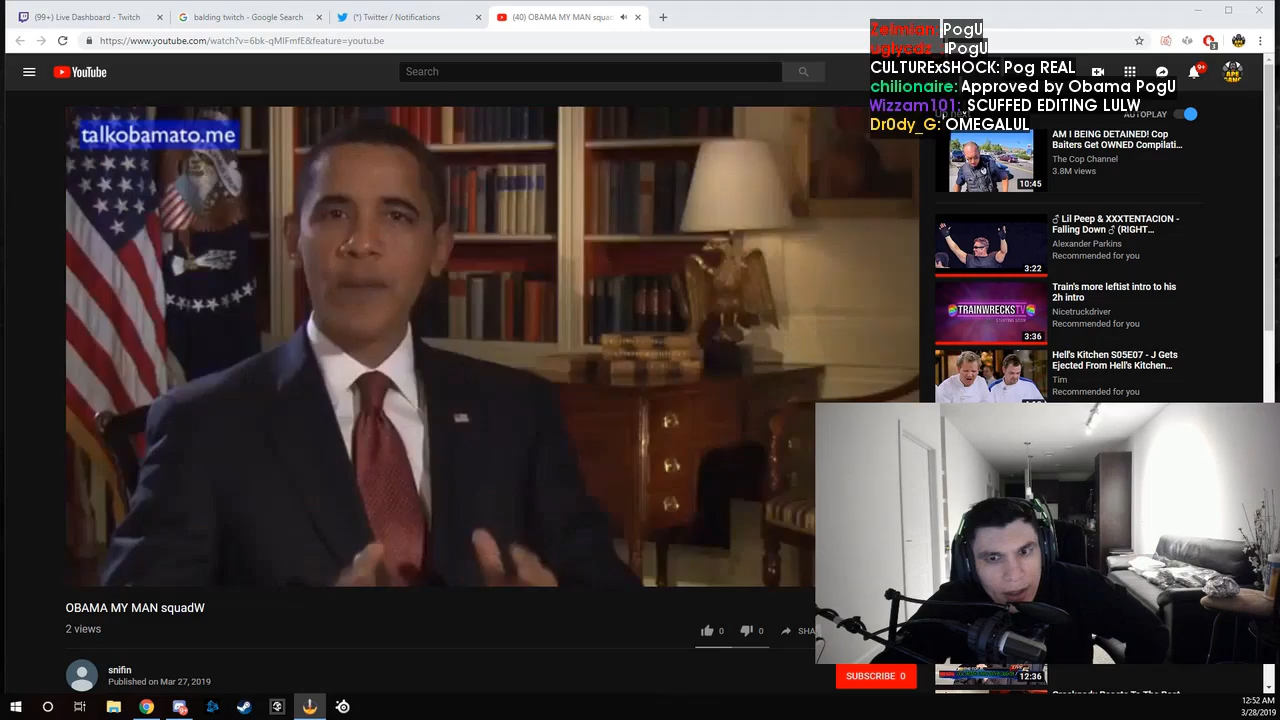 (99+) Live Dashboard - Twitch
balding twitch - Google Search
(*) Twitter / Notifications
(40) OBAMA MY MAN squad
https://www.youtube.com/watch?v=6bk-qMIFmfE&feature=youtu.be
Zelmian: PogU
uglycdz : PogU
CULTURExSHOCK: Pog REAL
chilionaire: Approved by Obama PogU
Wizzam101: SCUFFED EDITING LULW
Dr0dy_G: OMEGALUL
YouTube
Search
9+
3
AUTOPLAY
talkobamato.me
AM I BEING DETAINED! Cop
Baiters Get OWNED Compilati...
The Cop Channel
3.8M views
10:45
♂ Lil Peep & XXXTENTACION -
Falling Down ♂ (RIGHT...
Alexander Parkins
Recommended for you
3:22
Train's more leftist intro to his
2h intro
Nicetruckdriver
Recommended for you
TRAINWRECKSTV
3:36
Hell's Kitchen S05E07 - J Gets
Ejected From Hell's Kitchen...
Tim
Recommended for you
OBAMA MY MAN squadW
2 views
0
0
SHA
snifin
Published on Mar 27, 2019
SUBSCRIBE 0
12:36
12:52 AM
3/28/2019